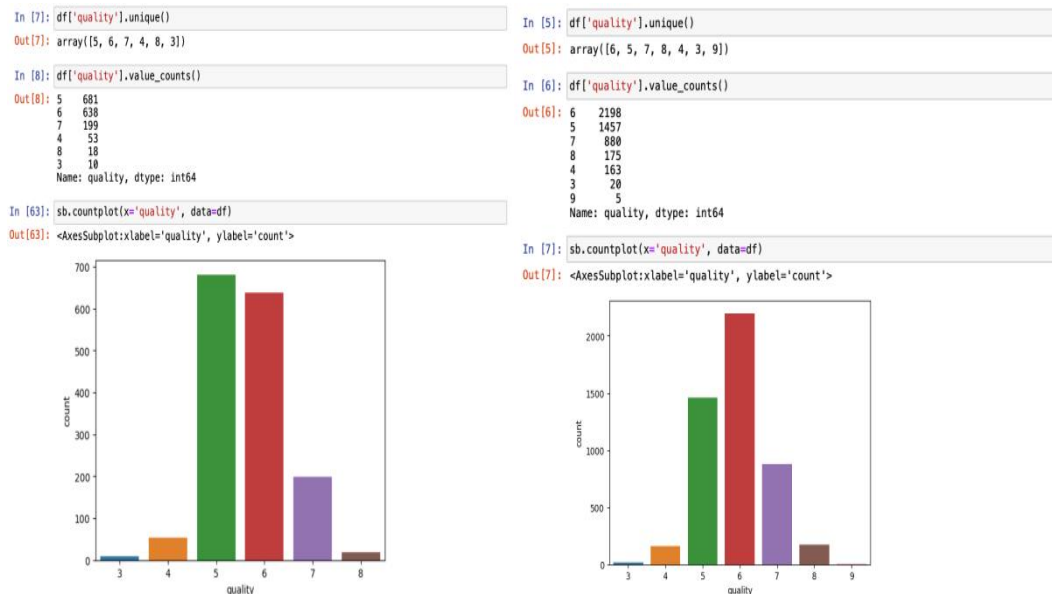 In [7]: df['quality'].unique()
Out[7]: array([5, 6, 7, 4, 8, 3])
In [8]: df['quality'].value_counts()
Out[8]: 5    681
6    638
7    199
4    53
8    18
3    10
Name: quality, dtype: int64
In [63]: sb.countplot(x='quality', data=df)
Out[63]: <AxesSubplot:xlabel='quality', ylabel='count'>
700
600
500
400
300
200
100
0
count
3 4 5 6 7 8
quality
In [5]: df['quality'].unique()
Out[5]: array([6, 5, 7, 8, 4, 3, 9])
In [6]: df['quality'].value_counts()
Out[6]: 6    2198
5    1457
7    880
8    175
4    163
3    20
9    5
Name: quality, dtype: int64
In [7]: sb.countplot(x='quality', data=df)
Out[7]: <AxesSubplot:xlabel='quality', ylabel='count'>
2000
1500
1000
500
0
count
3 4 5 6 7 8 9
quality